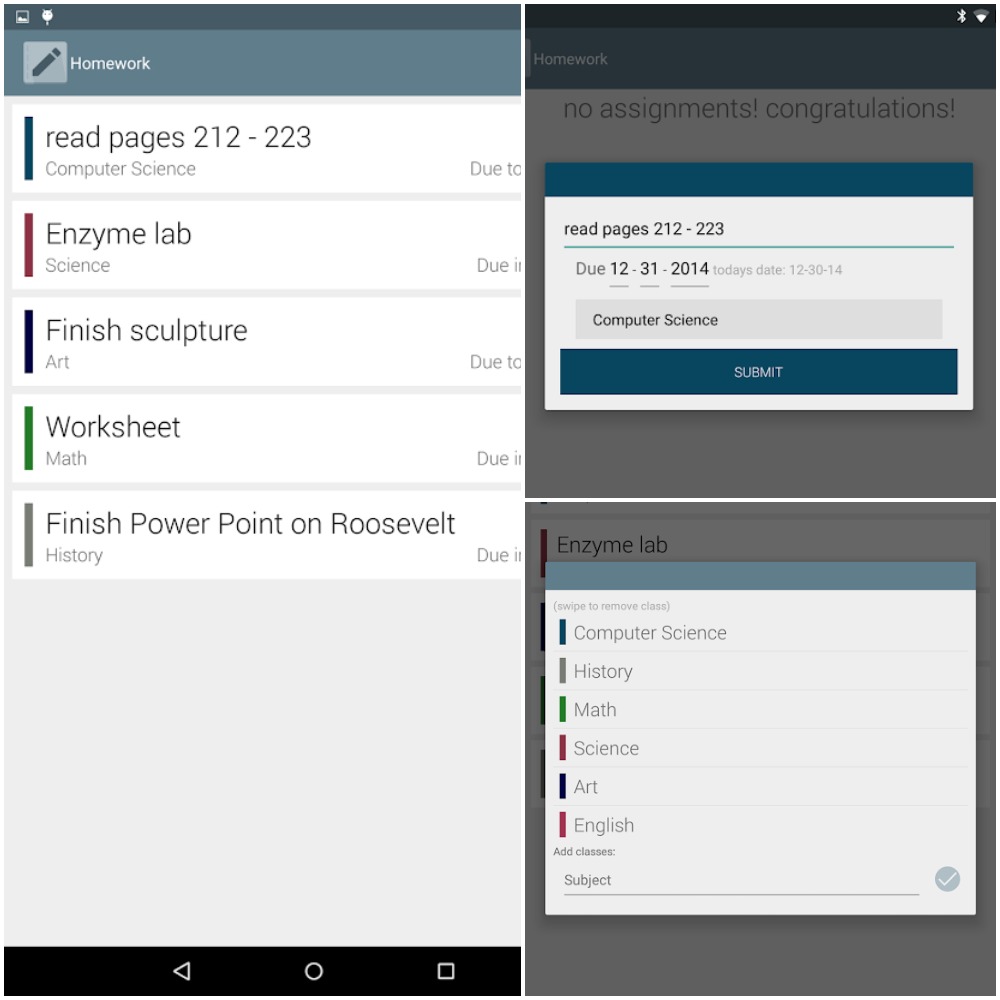 Homework
read pages 212 - 223
Computer Science
Due to
Enzyme lab
Science
Due i
Finish sculpture
Art
Due to
Worksheet
Math
Due i
Finish Power Point on Roosevelt
History
Due i
Homework
no assignments! congratulations!
read pages 212 - 223
Due 12 - 31 - 2014 todays date: 12-30-14
Computer Science
SUBMIT
Enzyme lab
(swipe to remove class)
Computer Science
History
Math
Science
Art
English
Add classes:
Subject